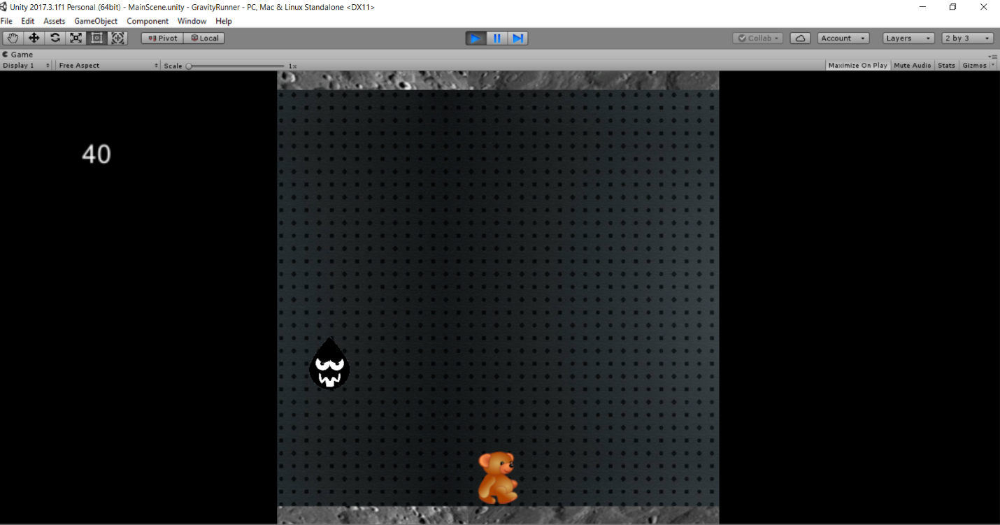 Unity 2017.3.1f1 Personal (64bit) - MainScene.unity - GravityRunner - PC, Mac & Linux Standalone <DX11>
File Edit Assets GameObject Component Window Help
Pivot Local Collab Account Layers 2 by 3
Game
Display 1 Free Aspect Scale 1x Maximize On Play Mute Audio Stats Gizmos
40